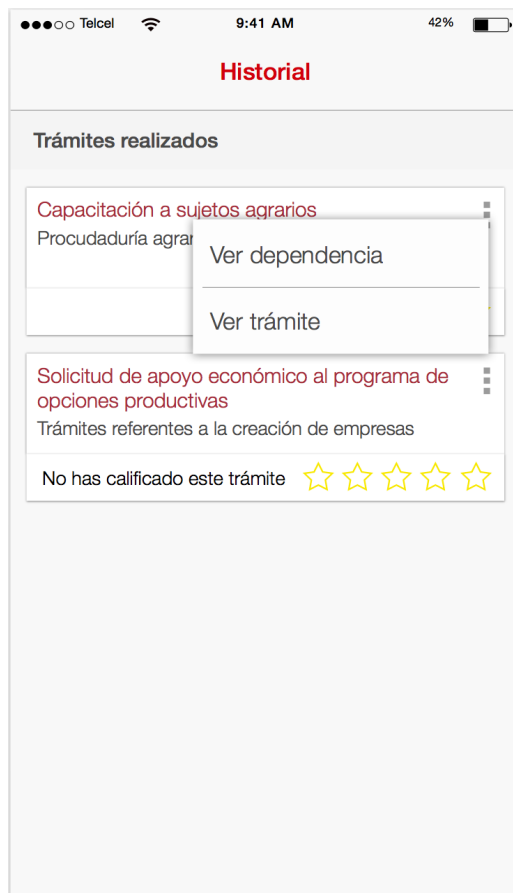 Telcel 9:41 AM 42%
Historial
Trámites realizados
Capacitación a sujetos agrarios
Procudaduría
Ver dependencia
Ver trámite
Solicitud de apoyo económico al programa de
opciones productivas
Trámites referentes a la creación de empresas
No has calificado este trámite